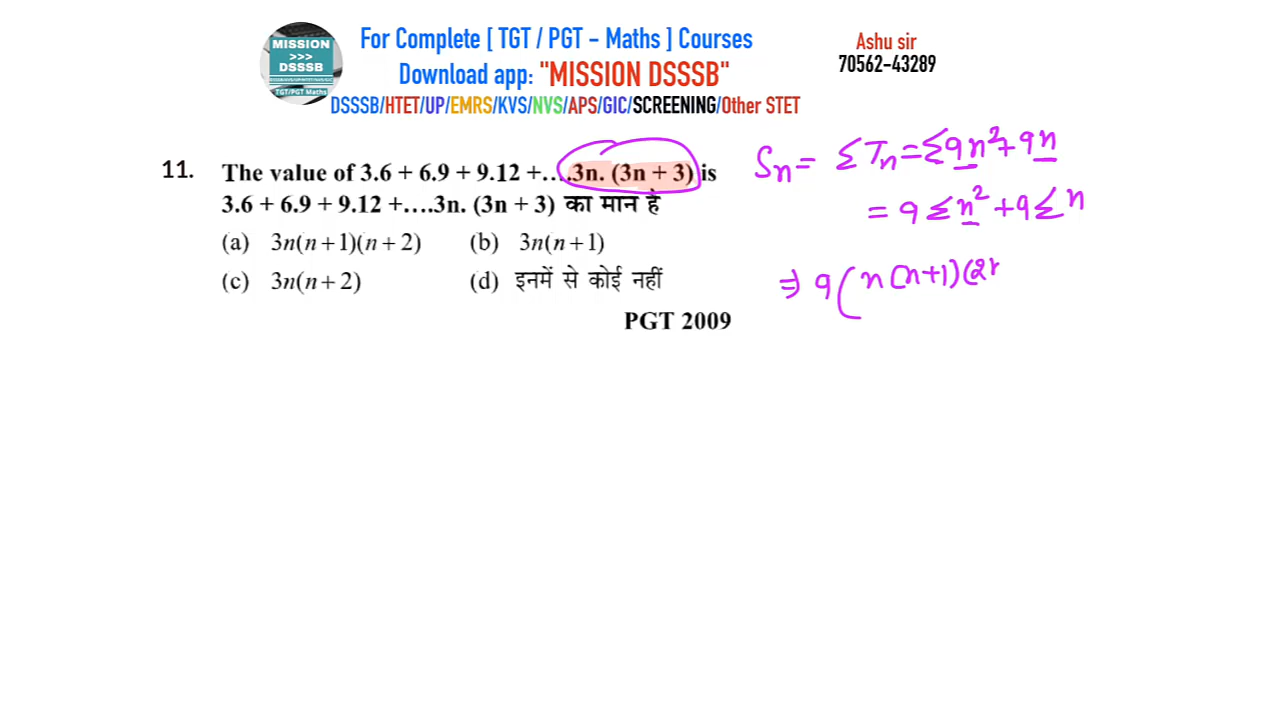 MISSION
>>>
DSSSB
TGT/PGT Maths
For Complete [ TGT / PGT - Maths ] Courses
Download app: "MISSION DSSSB"
DSSSB/HTET/UP/EMRS/KVS/NVS/APS/GIC/SCREENING/Other STET
Ashu sir
70562-43289
11. The value of 3.6 + 6.9 + 9.12 +....3n. (3n + 3) is
3.6 + 6.9 + 9.12 +....3n. (3n + 3) का मान है
(a) 3n(n+1)(n+2) (b) 3n(n+1)
(c) 3n(n+2) (d) इनमें से कोई नहीं
PGT 2009
Sn = ΣTn = Σ9n²+9n
= 9Σn²+9Σn
⇒ 9(n(n+1)(2